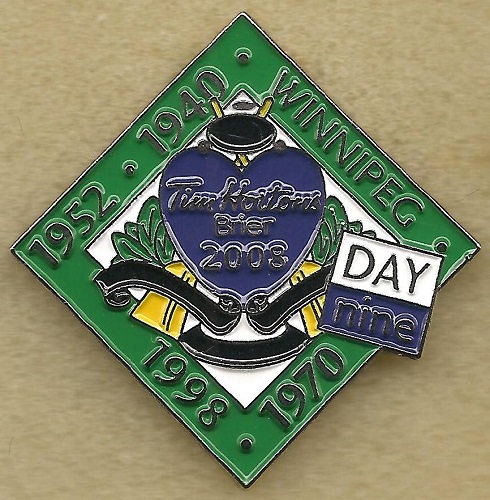 1952 • 1940 • WINNIPEG •
Tim Hortons
Brier
2008
DAY
nine
1998 • 1970